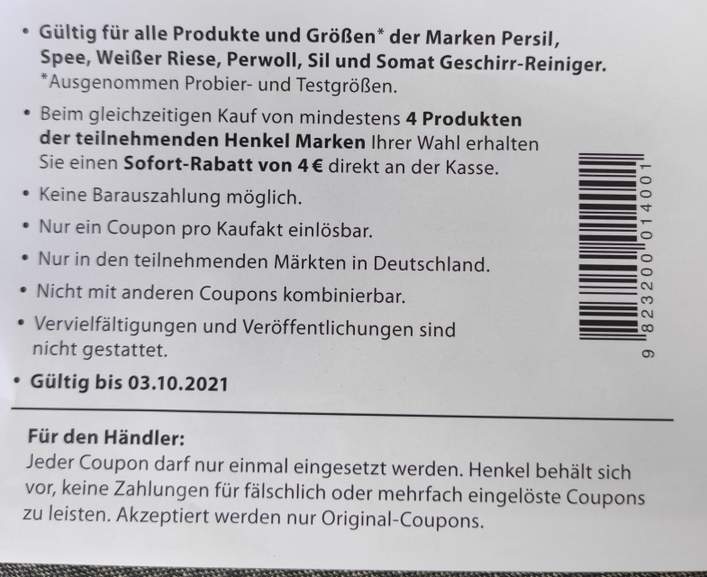 • Gültig für alle Produkte und Größen* der Marken Persil,
Spee, Weißer Riese, Perwoll, Sil und Somat Geschirr-Reiniger.
*Ausgenommen Probier- und Testgrößen.
• Beim gleichzeitigen Kauf von mindestens 4 Produkten
der teilnehmenden Henkel Marken Ihrer Wahl erhalten
Sie einen Sofort-Rabatt von 4 € direkt an der Kasse.
• Keine Barauszahlung möglich.
• Nur ein Coupon pro Kaufakt einlösbar.
• Nur in den teilnehmenden Märkten in Deutschland.
• Nicht mit anderen Coupons kombinierbar.
• Vervielfältigungen und Veröffentlichungen sind
nicht gestattet.
• Gültig bis 03.10.2021
9 823200 014001
Für den Händler:
Jeder Coupon darf nur einmal eingesetzt werden. Henkel behält sich
vor, keine Zahlungen für fälschlich oder mehrfach eingelöste Coupons
zu leisten. Akzeptiert werden nur Original-Coupons.